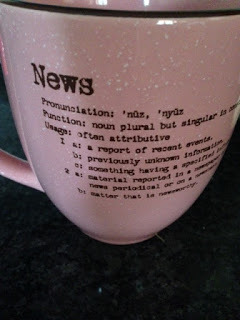 News
Pronunciation: 'nüz, 'nyüz
Function: noun plural but singular in
Usage: often attributive
1 a: a report of recent events.
b: previously unknown information
c: something having a specified
2 a: material reported in a
news periodical or on a
b: matter that is newsworthy.